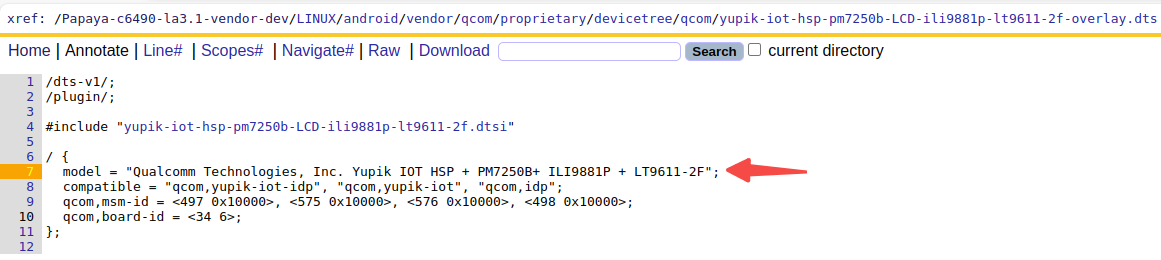 xref: /Papaya-c6490-la3.1-vendor-dev/LINUX/android/vendor/qcom/proprietary/devicetree/qcom/yupik-iot-hsp-pm7250b-LCD-ili9881p-lt9611-2f-overlay.dts
Home | Annotate | Line# | Scopes# | Navigate# | Raw | Download Search current directory
1 /dts-v1/;
2 /plugin/;
3
4 #include "yupik-iot-hsp-pm7250b-LCD-ili9881p-lt9611-2f.dtsi"
5
6 / {
7 model = "Qualcomm Technologies, Inc. Yupik IOT HSP + PM7250B+ ILI9881P + LT9611-2F";
8 compatible = "qcom,yupik-iot-idp", "qcom,yupik-iot", "qcom,idp";
9 qcom,msm-id = <497 0x10000>, <575 0x10000>, <576 0x10000>, <498 0x10000>;
10 qcom,board-id = <34 6>;
11 };
12